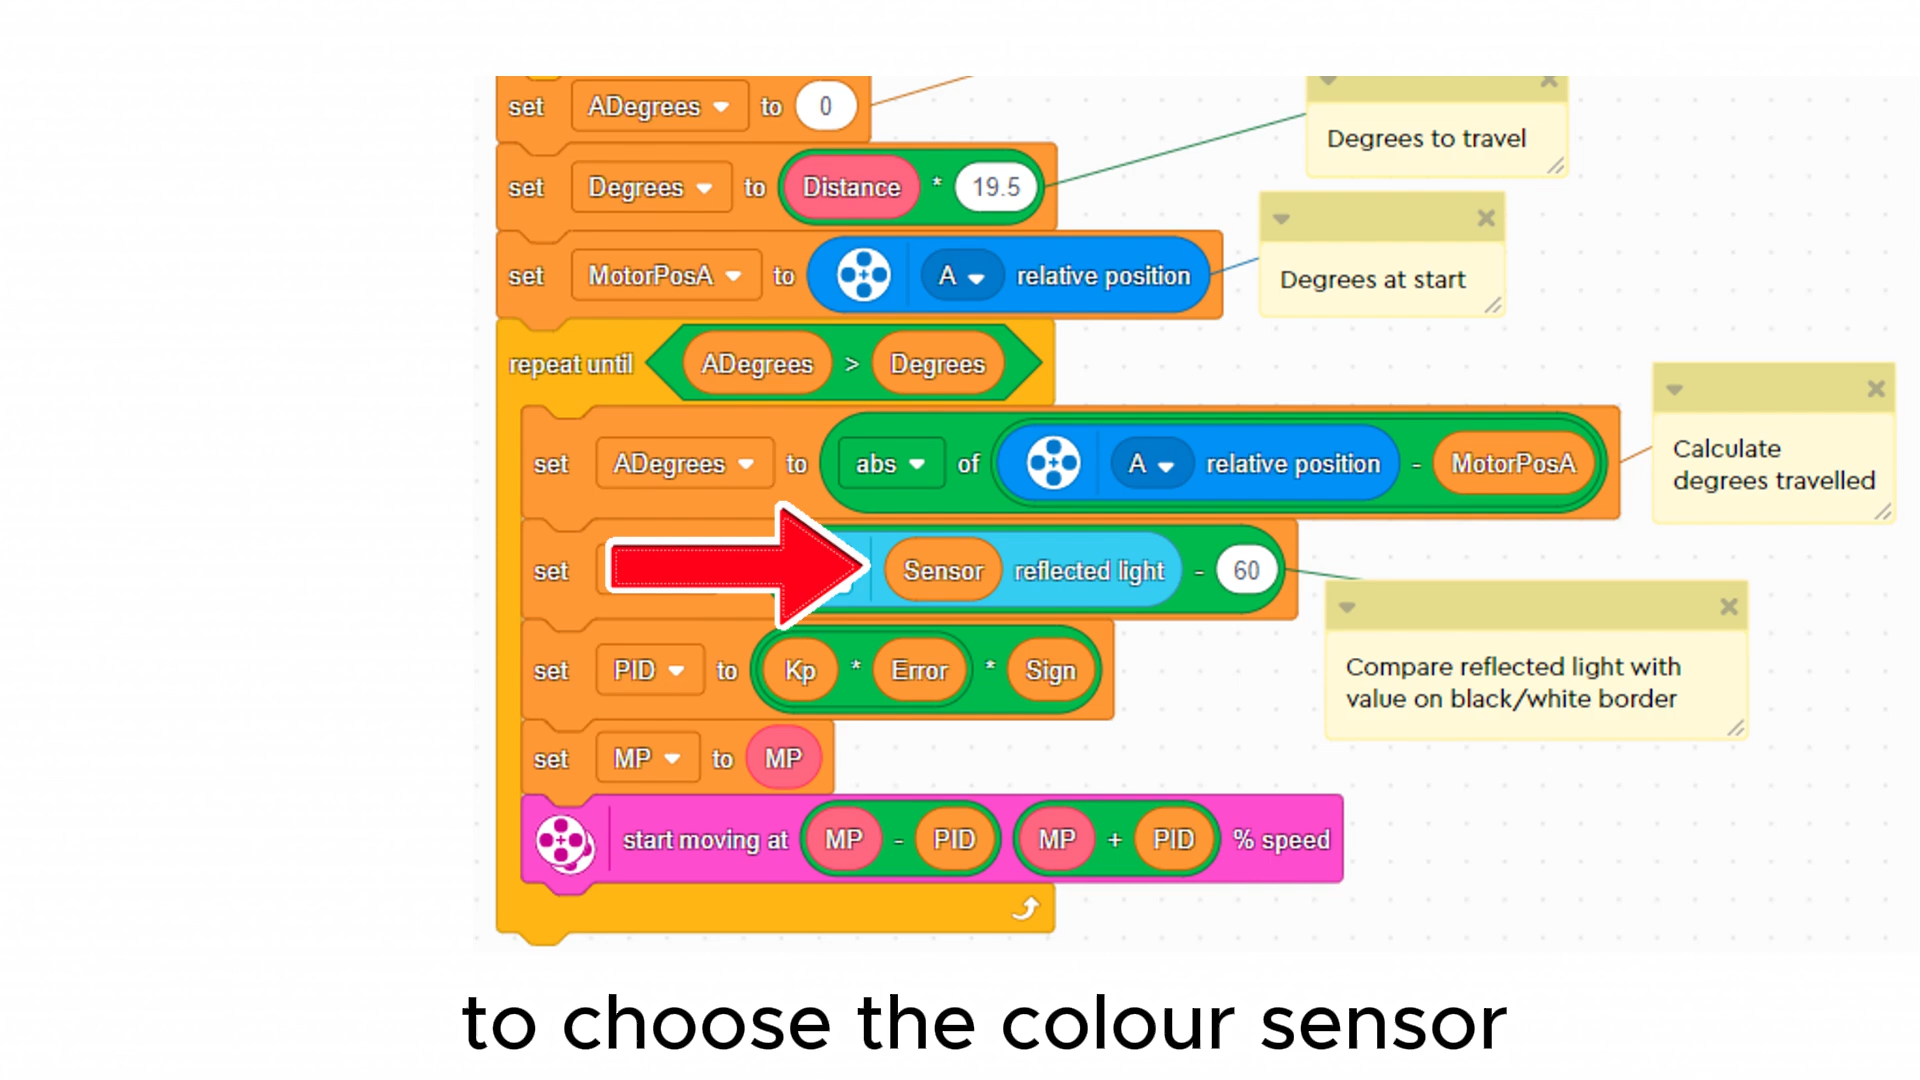 set ADegrees to 0
Degrees to travel
set Degrees to Distance * 19.5
set MotorPosA to A relative position
Degrees at start
repeat until ADegrees > Degrees
set ADegrees to abs of A relative position - MotorPosA
Calculate
degrees travelled
set Sensor reflected light - 60
Compare reflected light with
value on black/white border
set PID to Kp * Error * Sign
set MP to MP
start moving at MP - PID MP + PID % speed
to choose the colour sensor